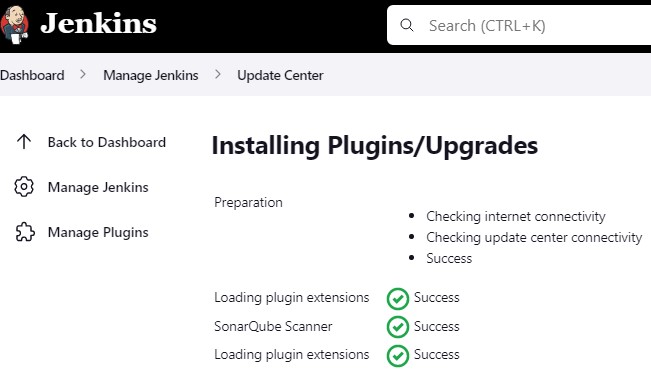 Jenkins
Search (CTRL+K)
Dashboard > Manage Jenkins > Update Center
Back to Dashboard
Manage Jenkins
Manage Plugins
Installing Plugins/Upgrades
Preparation
• Checking internet connectivity
• Checking update center connectivity
• Success
Loading plugin extensions Success
SonarQube Scanner Success
Loading plugin extensions Success